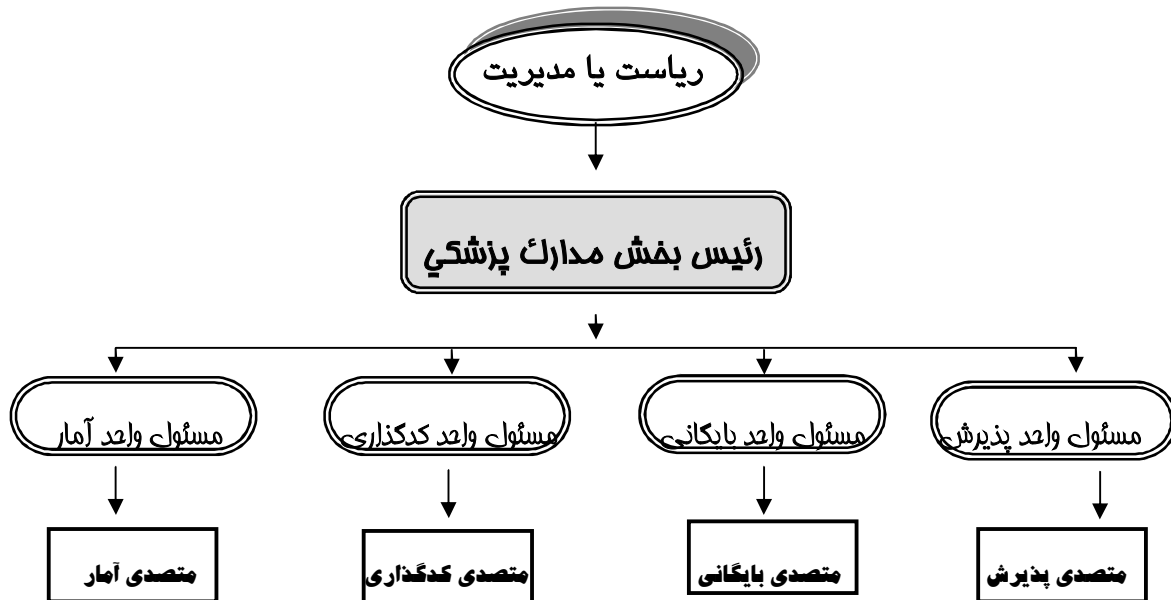 ریاست یا مدیریت
رئیس بخش مدارك پزشكي
مسئول واحد پذیرش
مسئول واحد بایگانی
مسئول واحد کدگذاری
مسئول واحد آمار
متصدی پذیرش
متصدی بایگانی
متصدی کدگذاری
متصدی آمار